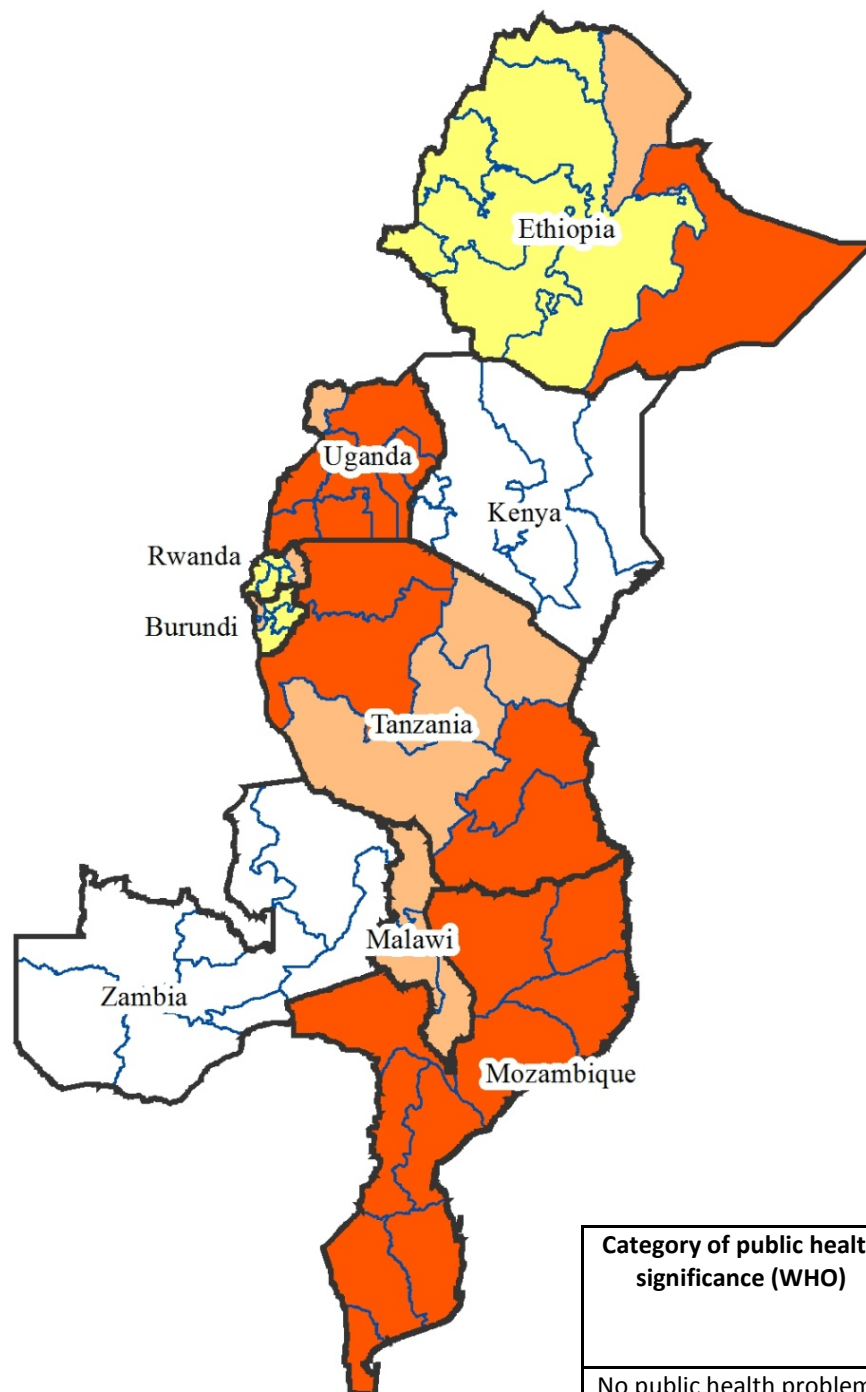 Ethiopia
Uganda
Kenya
Rwanda
Burundi
Tanzania
Malawi
Zambia
Mozambique
Category of public healt
significance (WHO)
No public health problem